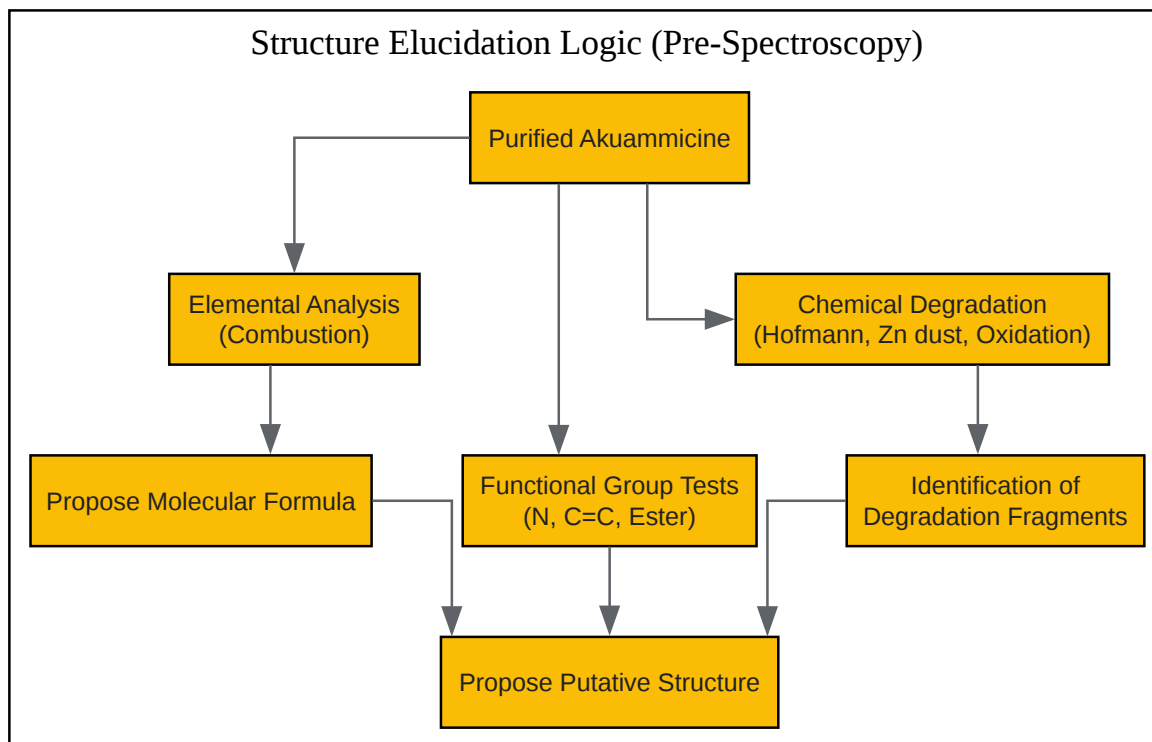 Structure Elucidation Logic (Pre-Spectroscopy)
Purified Akuammicine
Elemental Analysis
(Combustion)
Chemical Degradation
(Hofmann, Zn dust, Oxidation)
Propose Molecular Formula
Functional Group Tests
(N, C=C, Ester)
Identification of
Degradation Fragments
Propose Putative Structure